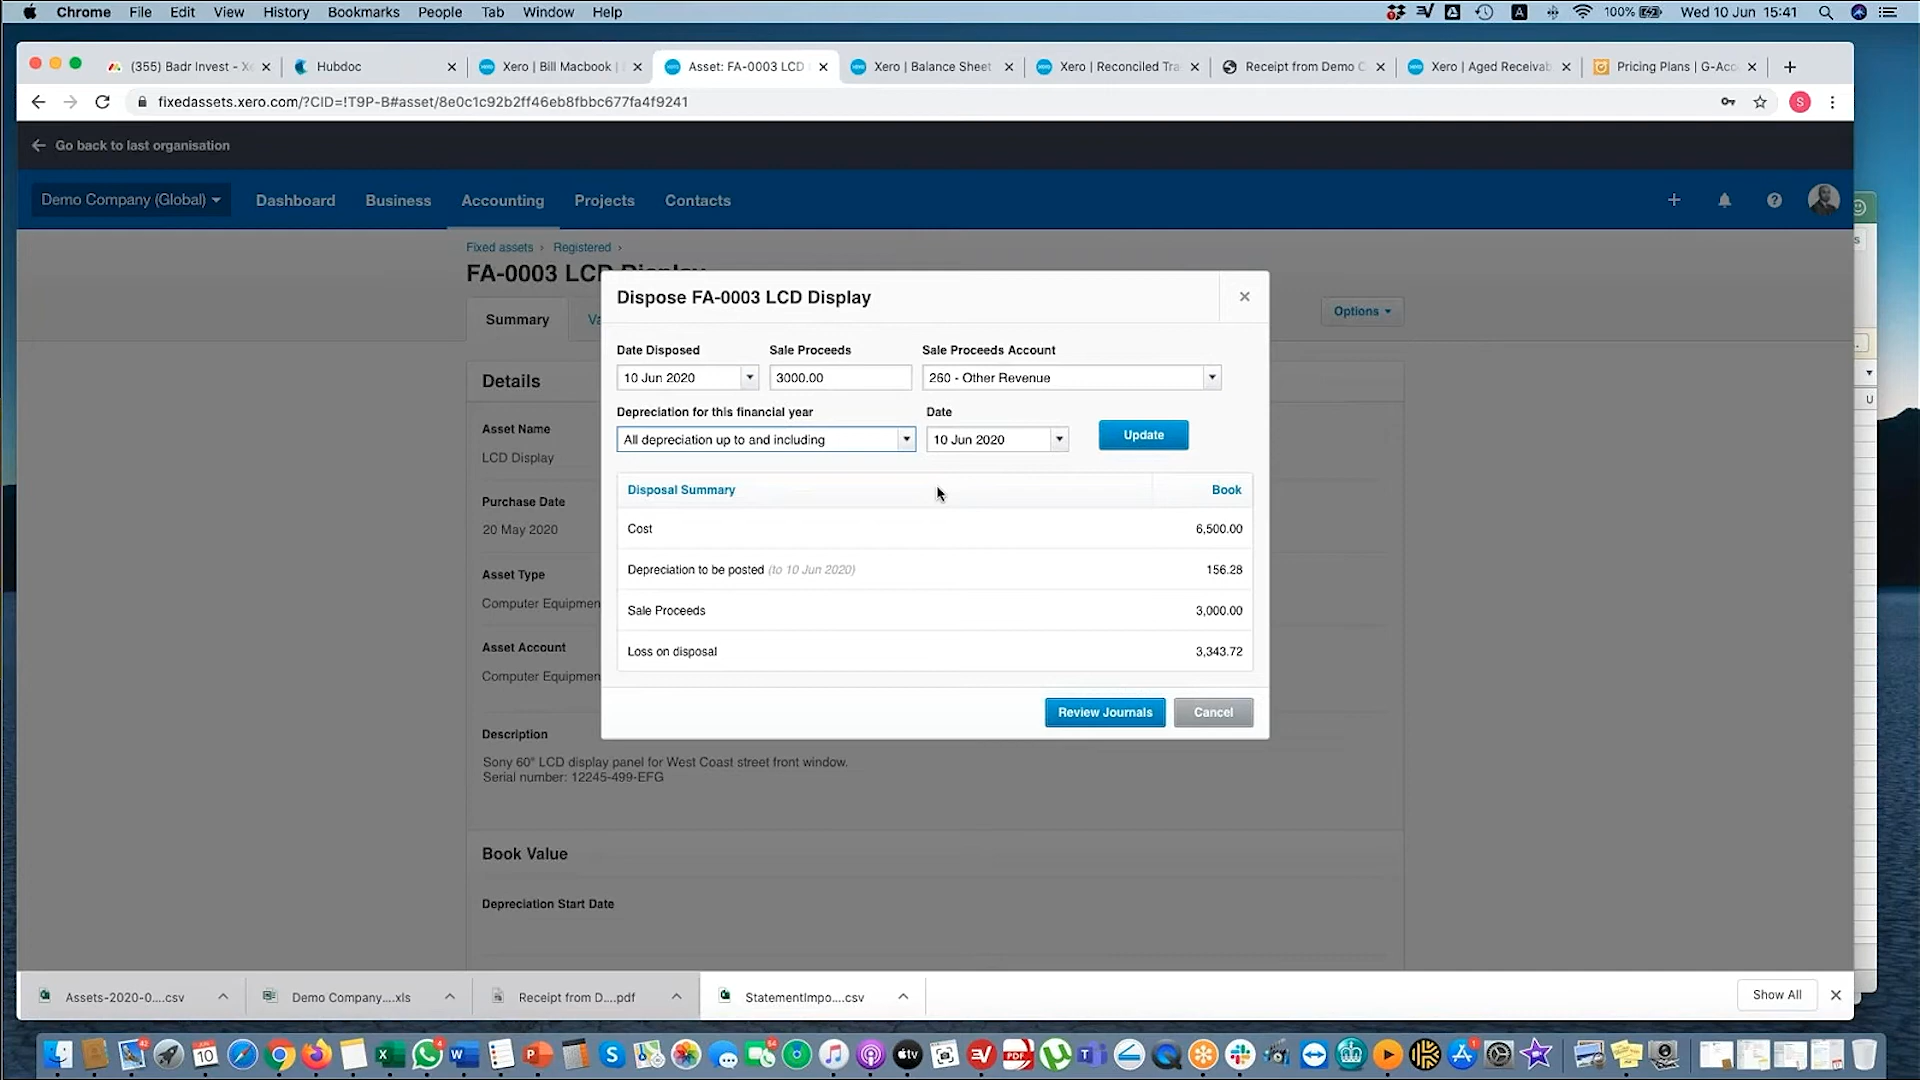 Chrome File Edit View History Bookmarks People Tab Window Help 100% Wed 10 Jun 15:41
(355) Badr Invest - X
Hubdoc
Xero | Bill Macbook |
Asset: FA-0003 LCD
Xero | Balance Sheet
Xero | Reconciled Tra
Receipt from Demo C
Xero | Aged Receivab
Pricing Plans | G-Acc
fixedassets.xero.com/?CID=!T9P-B#asset/8e0c1c92b2ff46eb8fbbc677fa4f9241
S
Go back to last organisation
Demo Company (Global) Dashboard Business Accounting Projects Contacts
Fixed assets › Registered ›
FA-0003 LCD Display
Summary
Va
Options
Dispose FA-0003 LCD Display
Date Disposed Sale Proceeds Sale Proceeds Account
10 Jun 2020 3000.00 260 - Other Revenue
Depreciation for this financial year Date
All depreciation up to and including 10 Jun 2020 Update
Disposal Summary Book
Cost 6,500.00
Depreciation to be posted (to 10 Jun 2020) 156.28
Sale Proceeds 3,000.00
Loss on disposal 3,343.72
Review Journals Cancel
Details
Asset Name
LCD Display
Purchase Date
20 May 2020
Asset Type
Computer Equipmen
Asset Account
Computer Equipmen
Description
Sony 60" LCD display panel for West Coast street front window.
Serial number: 12245-499-EFG
Book Value
Depreciation Start Date
Assets-2020-0....csv Demo Company....xls Receipt from D....pdf StatementImpo....csv Show All